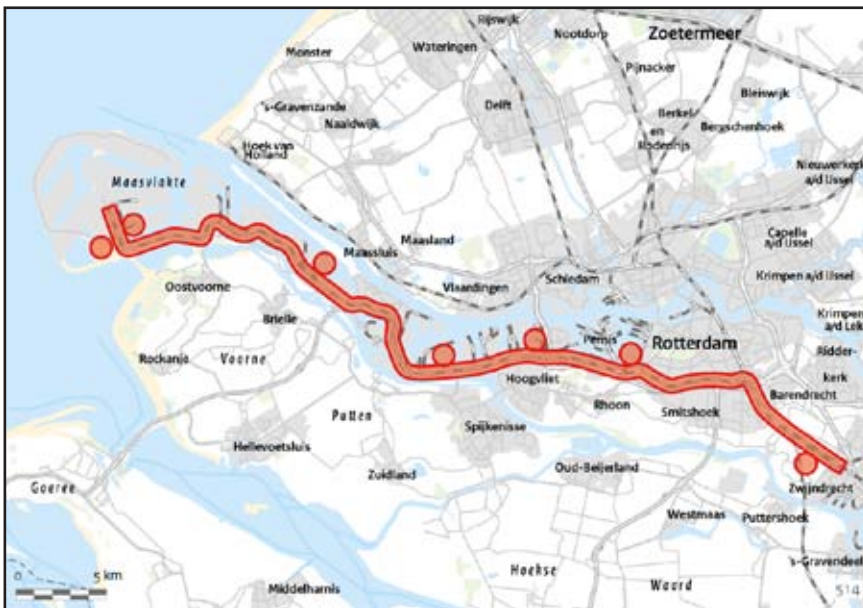 Rijswijk
Nootdorp
Zoetermeer
Monster
Wateringen
Pijnacker
Bleiswijk
's-Gravenzande
Delft
Naaldwijk
Berkel
en
Rodenrijs
Bergschenhoek
Hoek van
Holland
Nieuwerkerk
a/d IJssel
Maasvlakte
Maasland
Capelle
a/d IJssel
Maassluis
Schiedam
Krimpen a/d IJssel
Vlaardingen
Oostvoorne
Krimpen
a/d Lek
Brielle
Pernis
Rotterdam
Ridder-
kerk
Rockanje
Voorne
Hoogvliet
Barendrecht
Rhoon
Smitshoek
Putten
Spijkenisse
Hellevoetsluis
Zuidland
Oud-Beijerland
Zwijndrecht
Goeree
Westmaas
Puttershoek
's-Gravendeel
Hoekse
Waard
0 5 km
Middelharnis
514